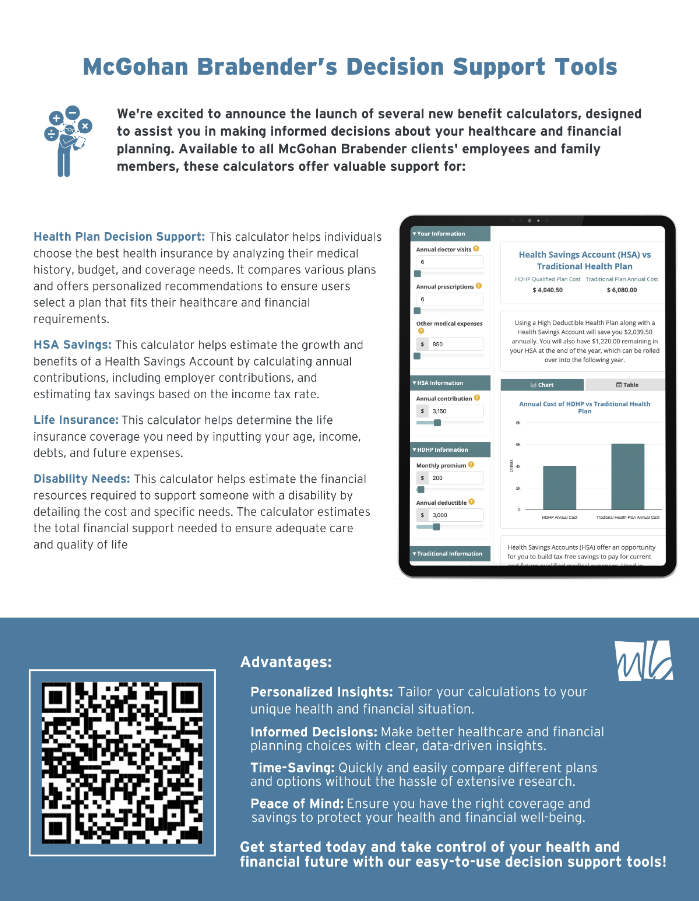 McGohan Brabender's Decision Support Tools
We're excited to announce the launch of several new benefit calculators, designed
to assist you in making informed decisions about your healthcare and financial
planning. Available to all McGohan Brabender clients' employees and family
members, these calculators offer valuable support for:
Health Plan Decision Support: This calculator helps individuals
choose the best health insurance by analyzing their medical
history, budget, and coverage needs. It compares various plans
and offers personalized recommendations to ensure users
select a plan that fits their healthcare and financial
requirements.
HSA Savings: This calculator helps estimate the growth and
benefits of a Health Savings Account by calculating annual
contributions, including employer contributions, and
estimating tax savings based on the income tax rate.
Life Insurance: This calculator helps determine the life
insurance coverage you need by inputting your age, income,
debts, and future expenses.
Disability Needs: This calculator helps estimate the financial
resources required to support someone with a disability by
detailing the cost and specific needs. The calculator estimates
the total financial support needed to ensure adequate care
and quality of life
Your Information
Annual doctor visits
6
Annual prescriptions
6
Other medical expenses
$ 850
HSA Information
Annual contribution
$ 3,150
HDHP Information
Monthly premium
$ 200
Annual deductible
$ 3,000
Traditional Information
Health Savings Account (HSA) vs
Traditional Health Plan
HDHP Qualified Plan Cost Traditional Plan Annual Cost
$ 4,040.50 $ 6,080.00
Using a High Deductible Health Plan along with a
Health Savings Account will save you $2,039.50
annually. You will also have $1,220.00 remaining in
your HSA at the end of the year, which can be rolled
over into the following year.
Chart Table
Annual Cost of HDHP vs Traditional Health
Plan
8k
6k
4k
2k
0
Dollars
HDHP Annual Cost Traditional Health Plan Annual Cost
Health Savings Accounts (HSA) offer an opportunity
for you to build tax-free savings to pay for current
and future qualified medical expenses
Advantages:
Personalized Insights: Tailor your calculations to your
unique health and financial situation.
Informed Decisions: Make better healthcare and financial
planning choices with clear, data-driven insights.
Time-Saving: Quickly and easily compare different plans
and options without the hassle of extensive research.
Peace of Mind: Ensure you have the right coverage and
savings to protect your health and financial well-being.
Get started today and take control of your health and
financial future with our easy-to-use decision support tools!